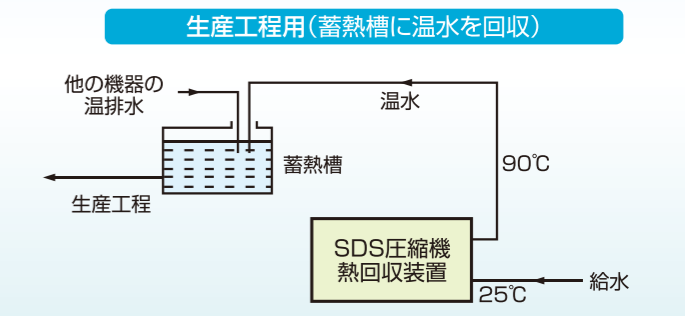 生産工程用(蓄熱槽に温水を回収)
他の機器の
温排水
温水
蓄熱槽
90℃
生産工程
SDS圧縮機
熱回収装置
給水
25℃